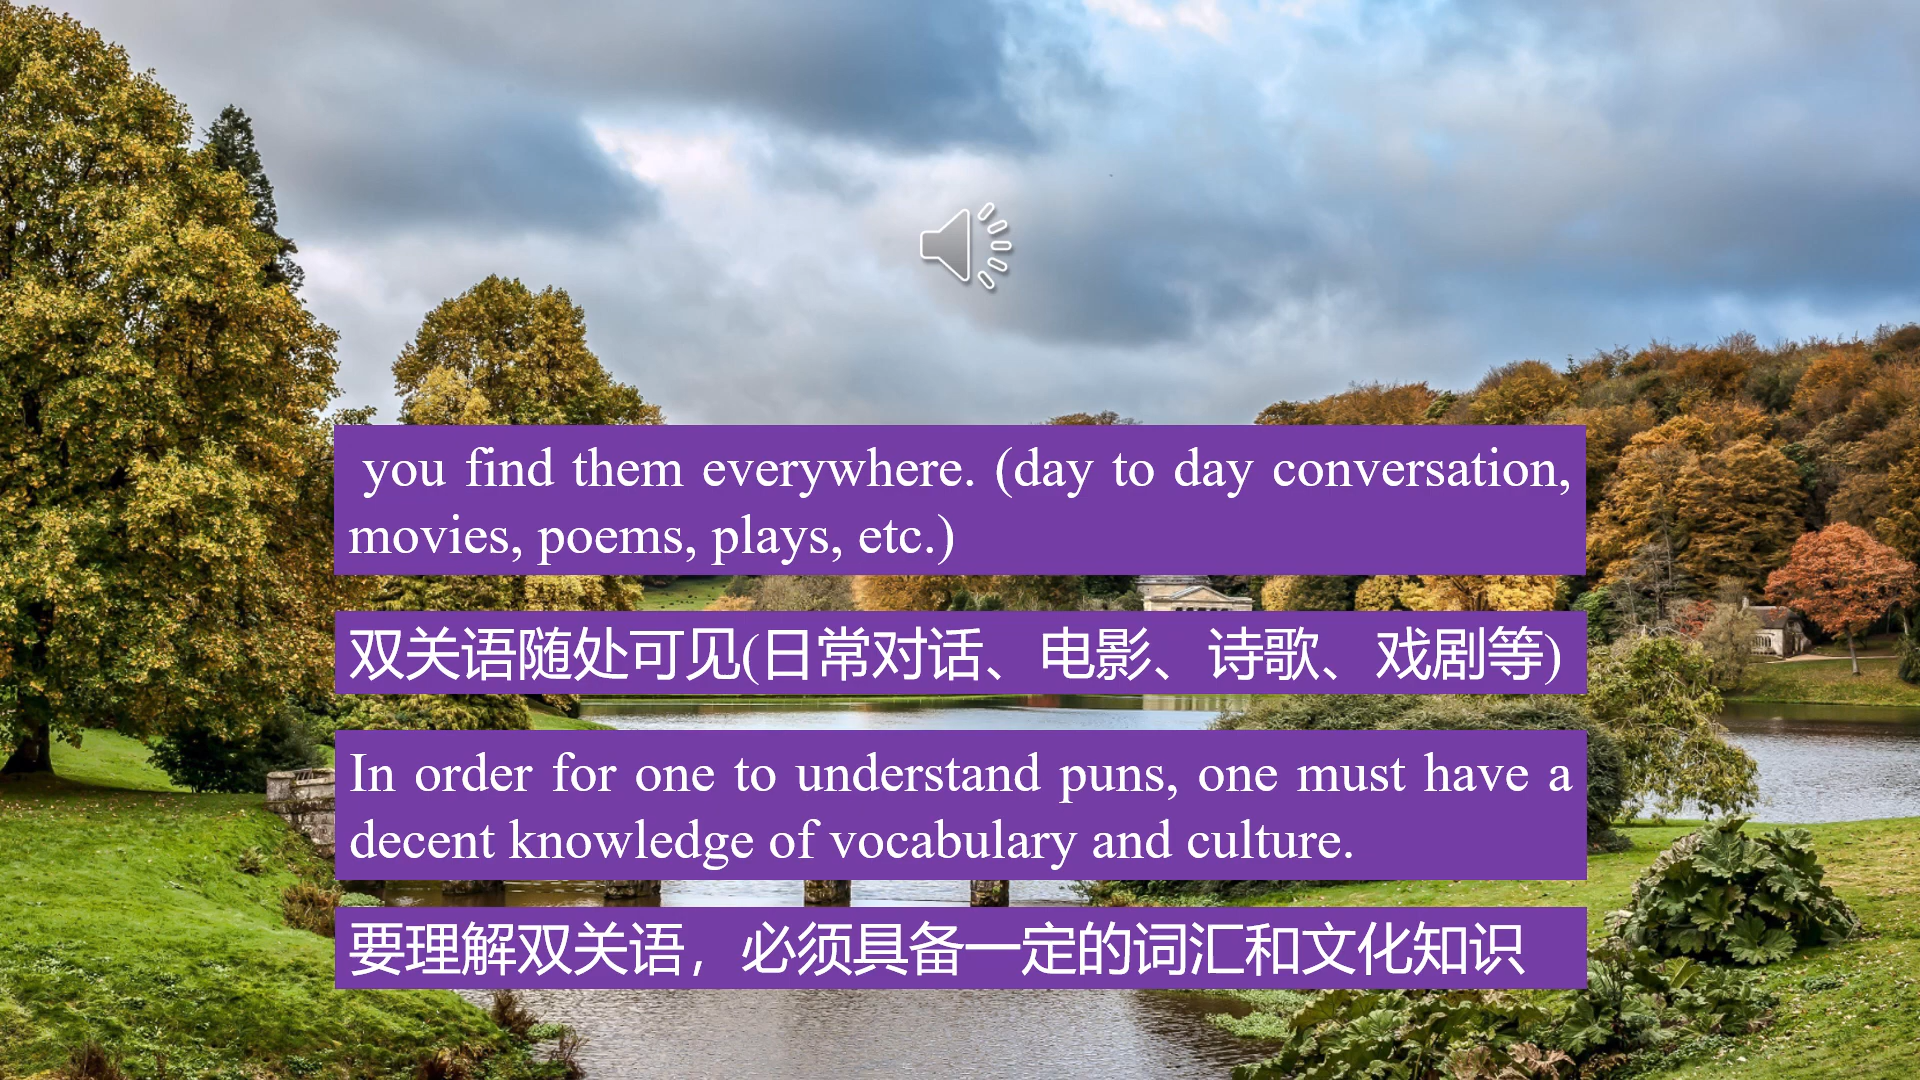 you find them everywhere. (day to day conversation,
movies, poems, plays, etc.)
双关语随处可见(日常对话、电影、诗歌、戏剧等)
In order for one to understand puns, one must have a
decent knowledge of vocabulary and culture.
要理解双关语，必须具备一定的词汇和文化知识